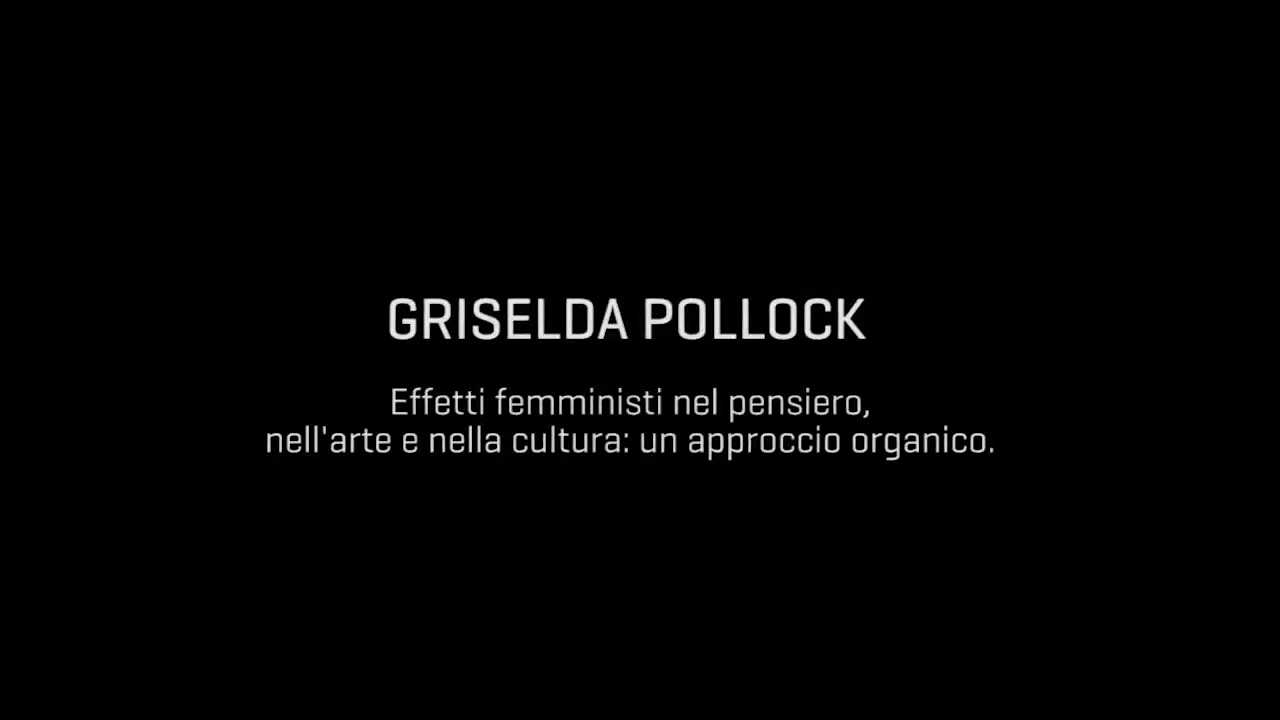 GRISELDA POLLOCK
Effetti femministi nel pensiero,
nell'arte e nella cultura: un approccio organico.